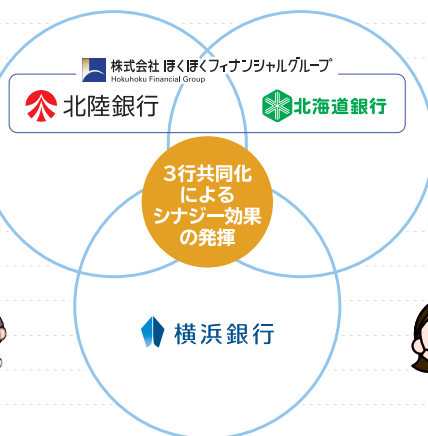 株式会社 ほくほくフィナンシャルグループ
Hokuhoku Financial Group
北陸銀行
北海道銀行
3行共同化
による
シナジー効果
の発揮
横浜銀行